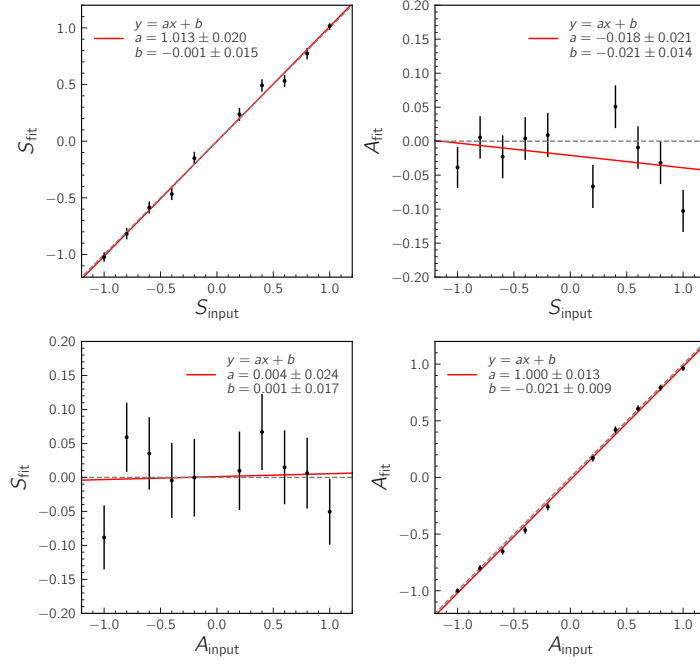 y = ax + b
a = 1.013 ± 0.020
b = −0.001 ± 0.015
1.0
0.5
0.0
−0.5
−1.0
S_fit
−1.0 −0.5 0.0 0.5 1.0
S_input
y = ax + b
a = −0.018 ± 0.021
b = −0.021 ± 0.014
0.20
0.15
0.10
0.05
0.00
−0.05
−0.10
−0.15
−0.20
A_fit
−1.0 −0.5 0.0 0.5 1.0
S_input
y = ax + b
a = 0.004 ± 0.024
b = 0.001 ± 0.017
0.20
0.15
0.10
0.05
0.00
−0.05
−0.10
−0.15
−0.20
S_fit
−1.0 −0.5 0.0 0.5 1.0
A_input
y = ax + b
a = 1.000 ± 0.013
b = −0.021 ± 0.009
1.0
0.5
0.0
−0.5
−1.0
A_fit
−1.0 −0.5 0.0 0.5 1.0
A_input